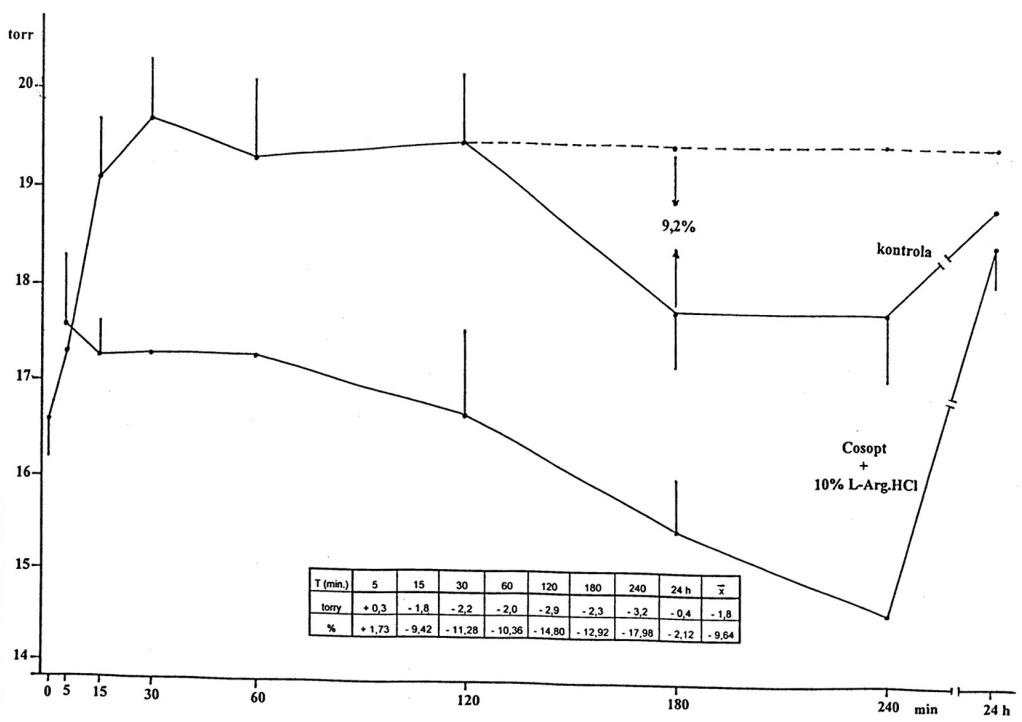 torr
20
19
9,2%
kontrola
18
17
16
Cosopt
+
10% L-Arg.HCl
15
T (min.) 5 15 30 60 120 180 240 24 h x̅
torry + 0,3 - 1,8 - 2,2 - 2,0 - 2,9 - 2,3 - 3,2 - 0,4 - 1,8
% + 1,73 - 9,42 - 11,28 - 10,36 - 14,80 - 12,92 - 17,98 - 2,12 - 9,64
14
0 5 15 30 60 120 180 240 min 24 h